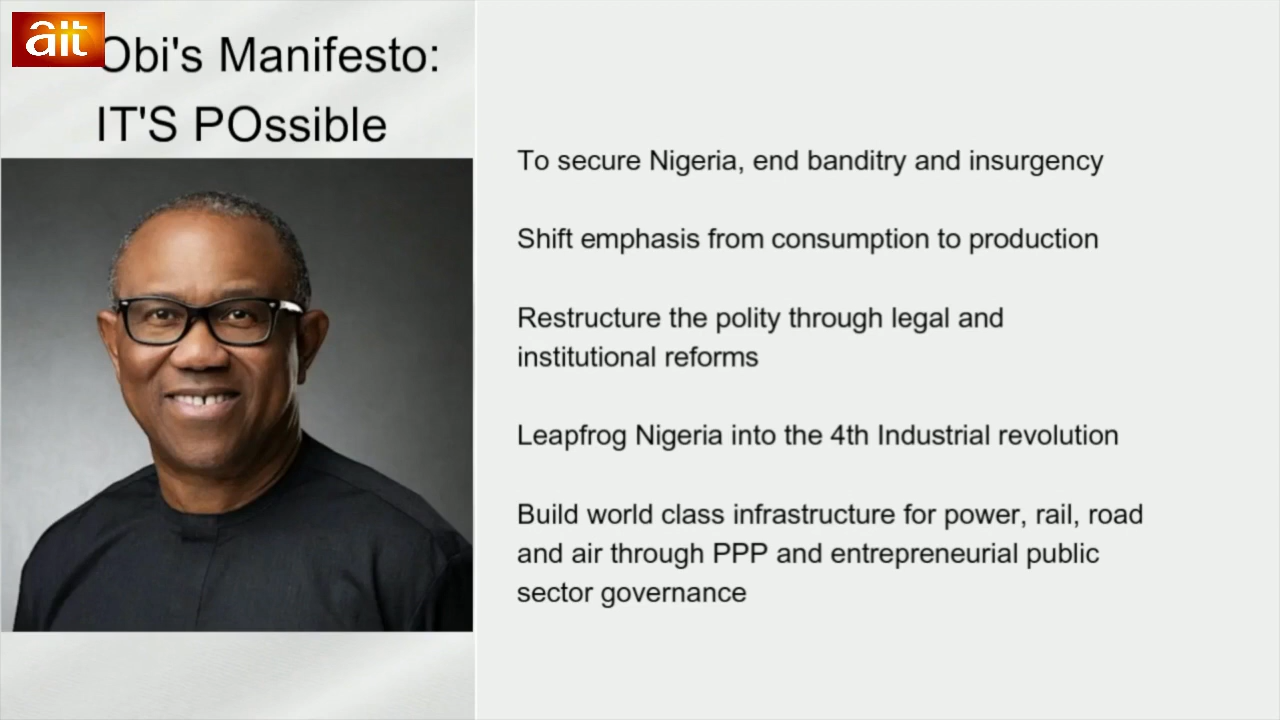 ait
Obi's Manifesto:
IT'S POssible
To secure Nigeria, end banditry and insurgency
Shift emphasis from consumption to production
Restructure the polity through legal and
institutional reforms
Leapfrog Nigeria into the 4th Industrial revolution
Build world class infrastructure for power, rail, road
and air through PPP and entrepreneurial public
sector governance